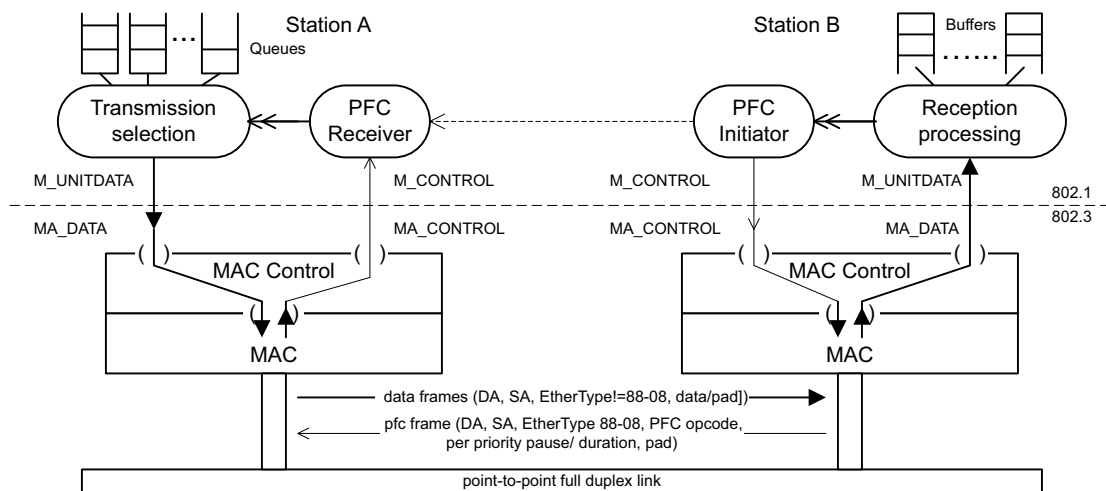 Station A
Station B
Queues
Buffers
Transmission
selection
PFC
Receiver
PFC
Initiator
Reception
processing
M_UNITDATA
M_CONTROL
M_CONTROL
M_UNITDATA
802.1
802.3
MA_DATA
MA_CONTROL
MA_CONTROL
MA_DATA
MAC Control
MAC Control
MAC
MAC
data frames (DA, SA, EtherType!=88-08, data/pad])
pfc frame (DA, SA, EtherType 88-08, PFC opcode,
per priority pause/ duration, pad)
point-to-point full duplex link